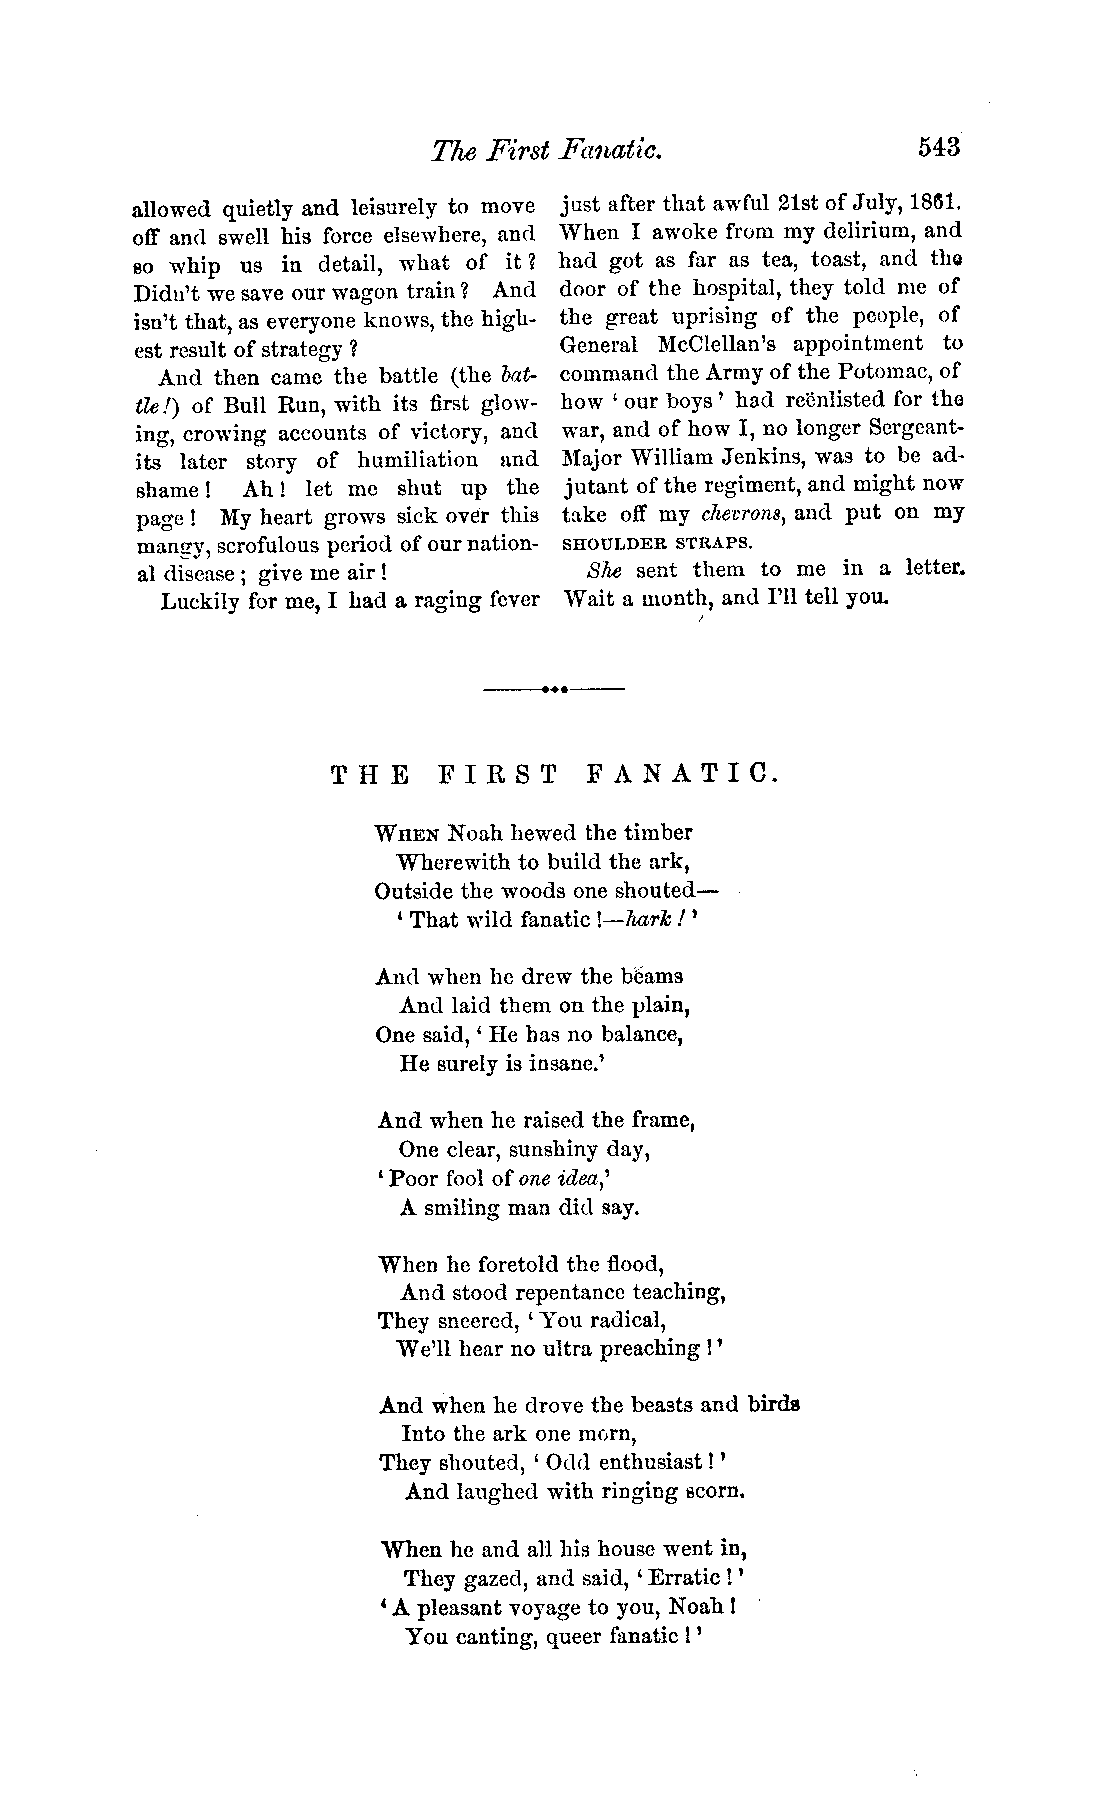 The First Fanatic. 543
allowed quietly and leisurely to move
off and swell his force elsewhere, and
so whip us in detail, what of it?
Didn't we save our wagon train? And
isn't that, as everyone knows, the high-
est result of strategy?
And then came the battle (the bat-
tle!) of Bull Run, with its first glow-
ing, crowing accounts of victory, and
its later story of humiliation and
shame! Ah! let me shut up the
page! My heart grows sick over this
mangy, scrofulous period of our nation-
al disease; give me air!
Luckily for me, I had a raging fever
just after that awful 21st of July, 1861.
When I awoke from my delirium, and
had got as far as tea, toast, and the
door of the hospital, they told me of
the great uprising of the people, of
General McClellan's appointment to
command the Army of the Potomac, of
how 'our boys' had reënlisted for the
war, and of how I, no longer Sergeant-
Major William Jenkins, was to be ad-
jutant of the regiment, and might now
take off my chevrons, and put on my
SHOULDER STRAPS.
She sent them to me in a letter.
Wait a month, and I'll tell you.
THE FIRST FANATIC.
WHEN Noah hewed the timber
Wherewith to build the ark,
Outside the woods one shouted—
'That wild fanatic!—hark!'
And when he drew the beams
And laid them on the plain,
One said, 'He has no balance,
He surely is insane.'
And when he raised the frame,
One clear, sunshiny day,
'Poor fool of one idea,'
A smiling man did say.
When he foretold the flood,
And stood repentance teaching,
They sneered, 'You radical,
We'll hear no ultra preaching!'
And when he drove the beasts and birds
Into the ark one morn,
They shouted, 'Odd enthusiast!'
And laughed with ringing scorn.
When he and all his house went in,
They gazed, and said, 'Erratic!'
'A pleasant voyage to you, Noah!
You canting, queer fanatic!'